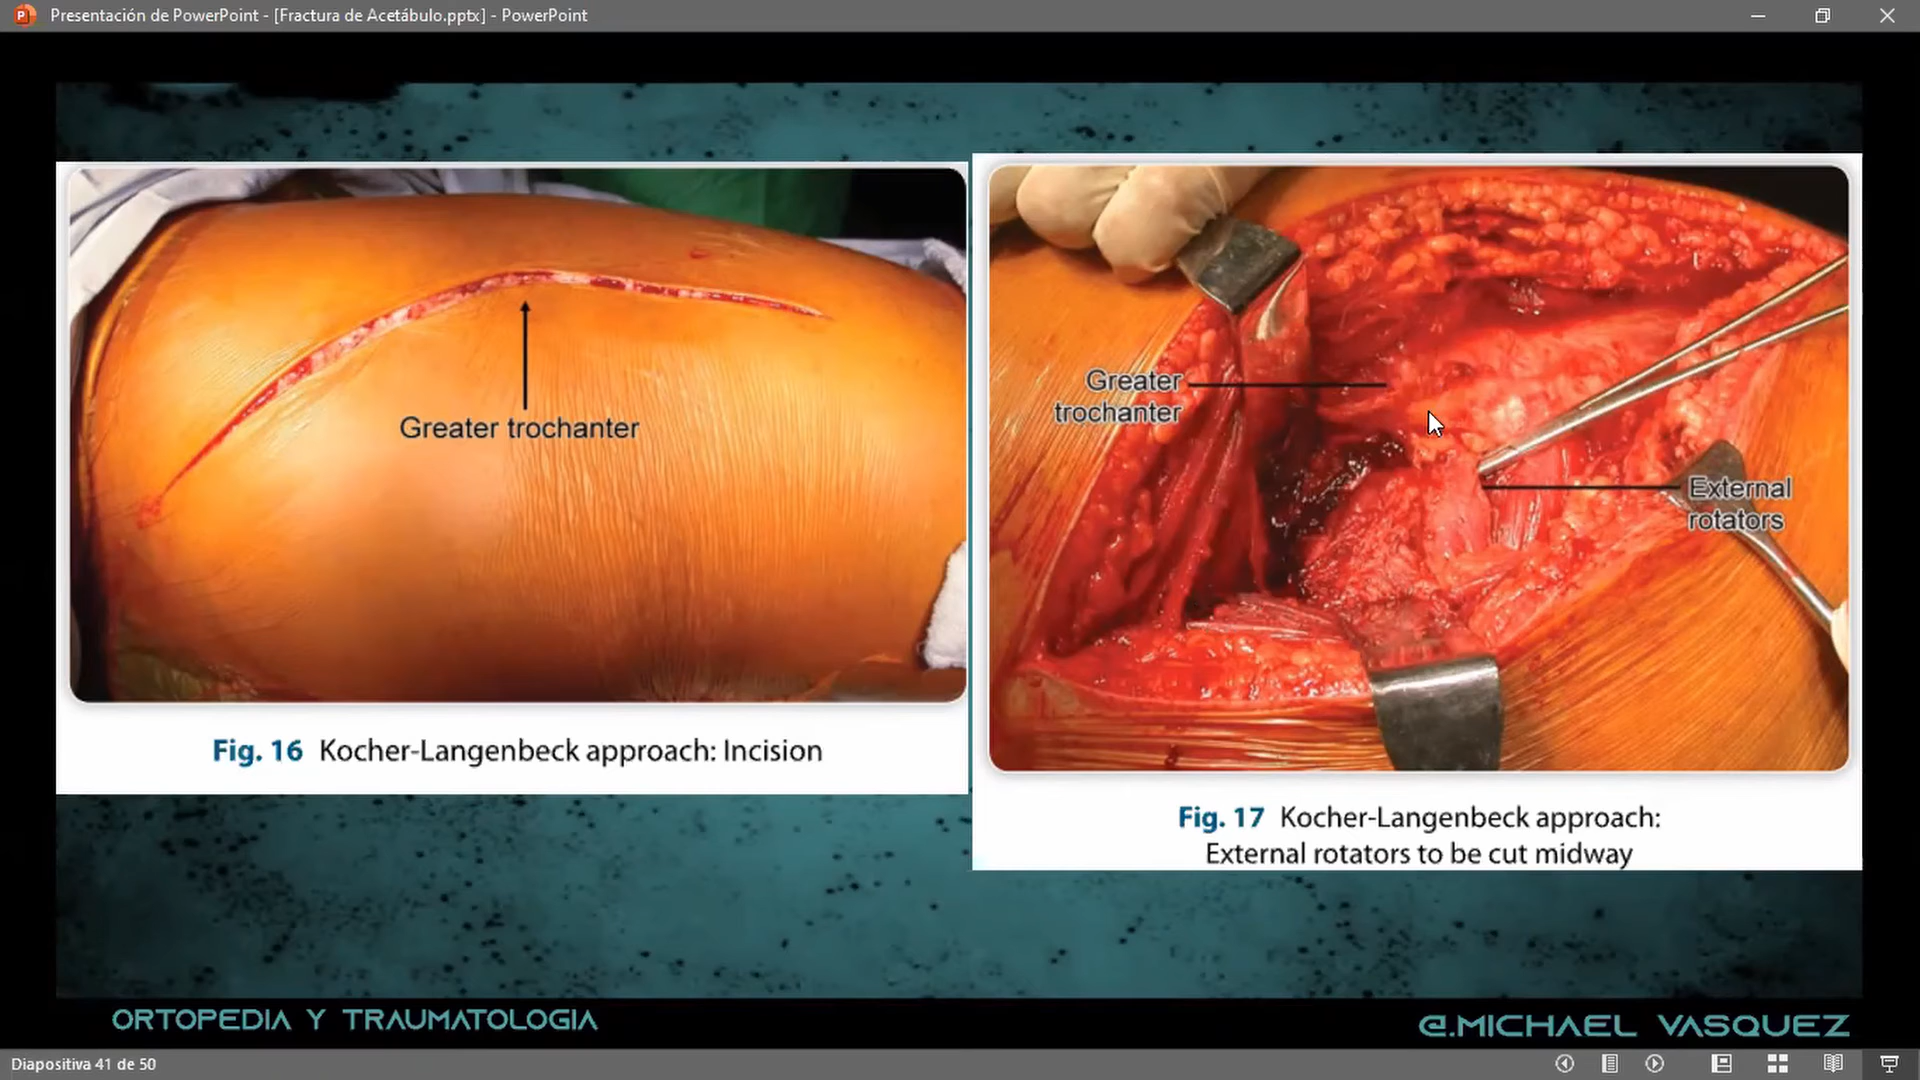 Presentación de PowerPoint - [Fractura de Acetábulo.pptx] - PowerPoint
Greater trochanter
Fig. 16 Kocher-Langenbeck approach: Incision
Greater
trochanter
External
rotators
Fig. 17 Kocher-Langenbeck approach:
External rotators to be cut midway
ORTOPEDIA Y TRAUMATOLOGIA
@.MICHAEL VASQUEZ
Diapositiva 41 de 50